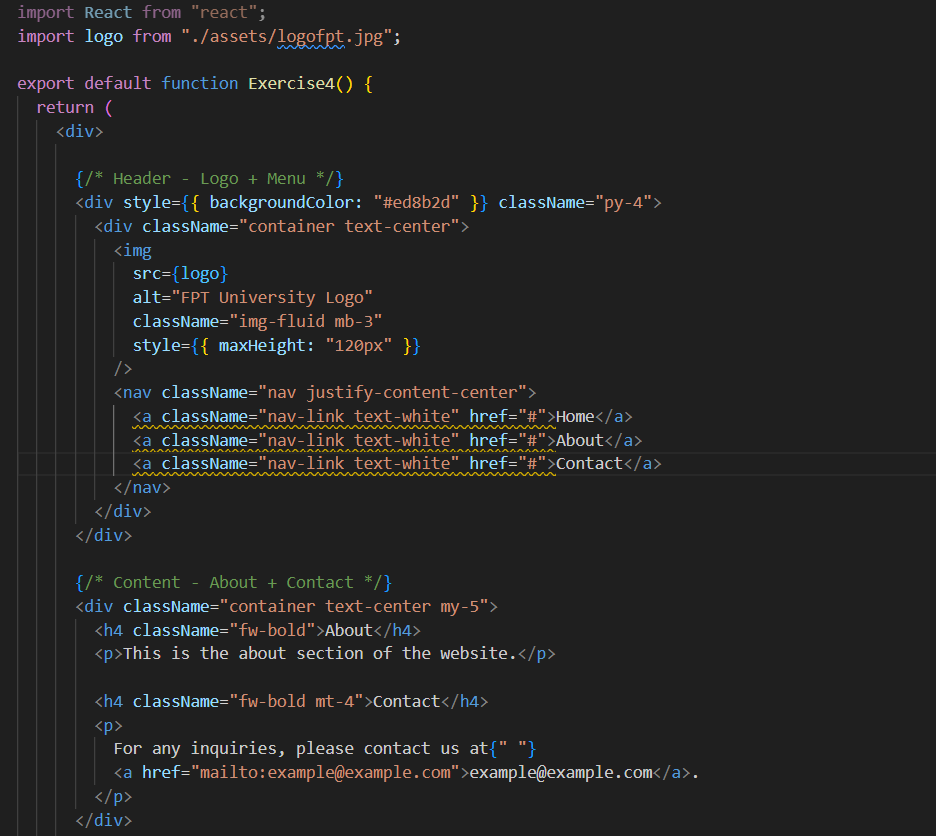 import React from "react";
import logo from "./assets/logofpt.jpg";
export default function Exercise4() {
return (
<div>
{/* Header - Logo + Menu */}
<div style={{ backgroundColor: "#ed8b2d" }} className="py-4">
<div className="container text-center">
<img
src={logo}
alt="FPT University Logo"
className="img-fluid mb-3"
style={{ maxHeight: "120px" }}
/>
<nav className="nav justify-content-center">
<a className="nav-link text-white" href="#">Home</a>
<a className="nav-link text-white" href="#">About</a>
<a className="nav-link text-white" href="#">Contact</a>
</nav>
</div>
</div>
{/* Content - About + Contact */}
<div className="container text-center my-5">
<h4 className="fw-bold">About</h4>
<p>This is the about section of the website.</p>
<h4 className="fw-bold mt-4">Contact</h4>
<p>
For any inquiries, please contact us at{" "}
<a href="mailto:example@example.com">example@example.com</a>.
</p>
</div>